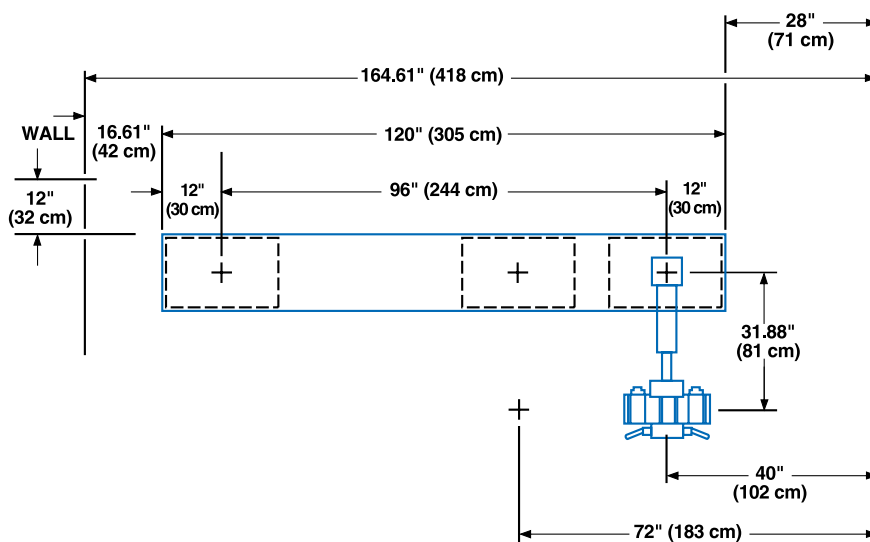 28"
(71 cm)
164.61" (418 cm)
WALL
16.61"
(42 cm)
120" (305 cm)
12"
(32 cm)
12"
(30 cm)
96" (244 cm)
12"
(30 cm)
31.88"
(81 cm)
40"
(102 cm)
72" (183 cm)